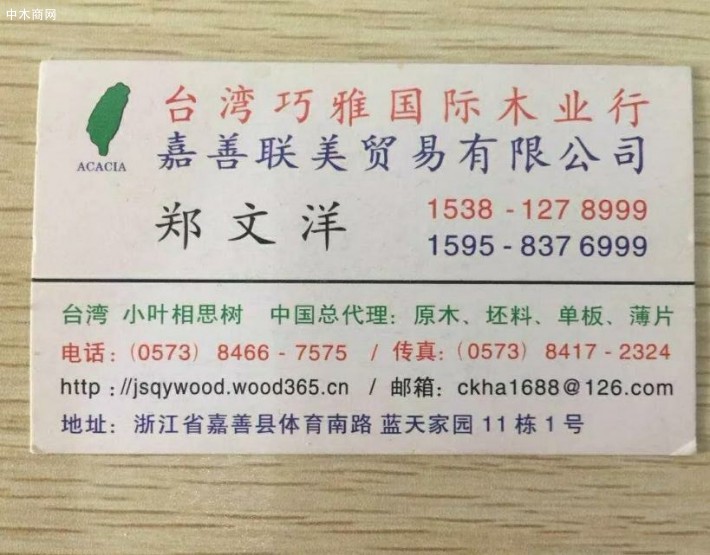 中木商网
台湾巧雅国际木业行
嘉善联美贸易有限公司
ACACIA
郑文洋
1538 - 127 8999
1595 - 837 6999
台湾 小叶相思树 中国总代理：原木、坯料、单板、薄片
电话：(0573) 8466 - 7575 / 传真：(0573) 8417 - 2324
http : //jsqywood.wood365.cn / 邮箱：ckha1688@126.com
地址：浙江省嘉善县体育南路 蓝天家园 11 栋 1 号